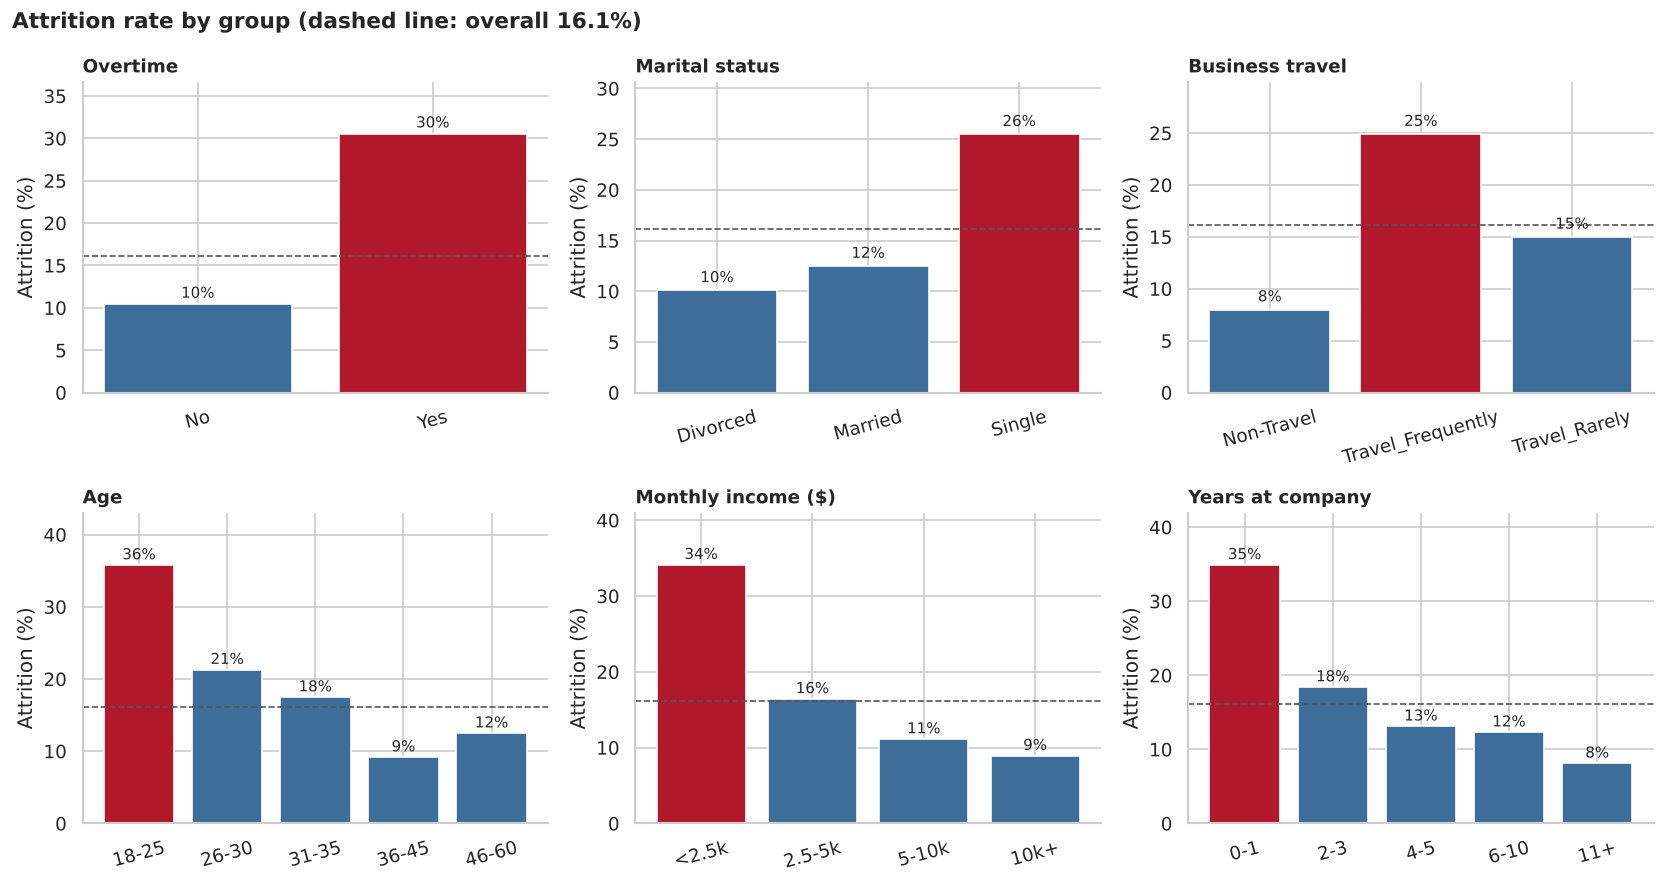 Attrition rate by group (dashed line: overall 16.1%)
Overtime
Attrition (%)
35
30
25
20
15
10
5
0
10%
30%
No
Yes
Marital status
Attrition (%)
30
25
20
15
10
5
0
10%
12%
26%
Divorced
Married
Single
Business travel
Attrition (%)
25
20
15
10
5
0
8%
25%
15%
Non-Travel
Travel_Frequently
Travel_Rarely
Age
Attrition (%)
40
30
20
10
0
36%
21%
18%
9%
12%
18-25
26-30
31-35
36-45
46-60
Monthly income ($)
Attrition (%)
40
30
20
10
0
34%
16%
11%
9%
<2.5k
2.5-5k
5-10k
10k+
Years at company
Attrition (%)
40
30
20
10
0
35%
18%
13%
12%
8%
0-1
2-3
4-5
6-10
11+